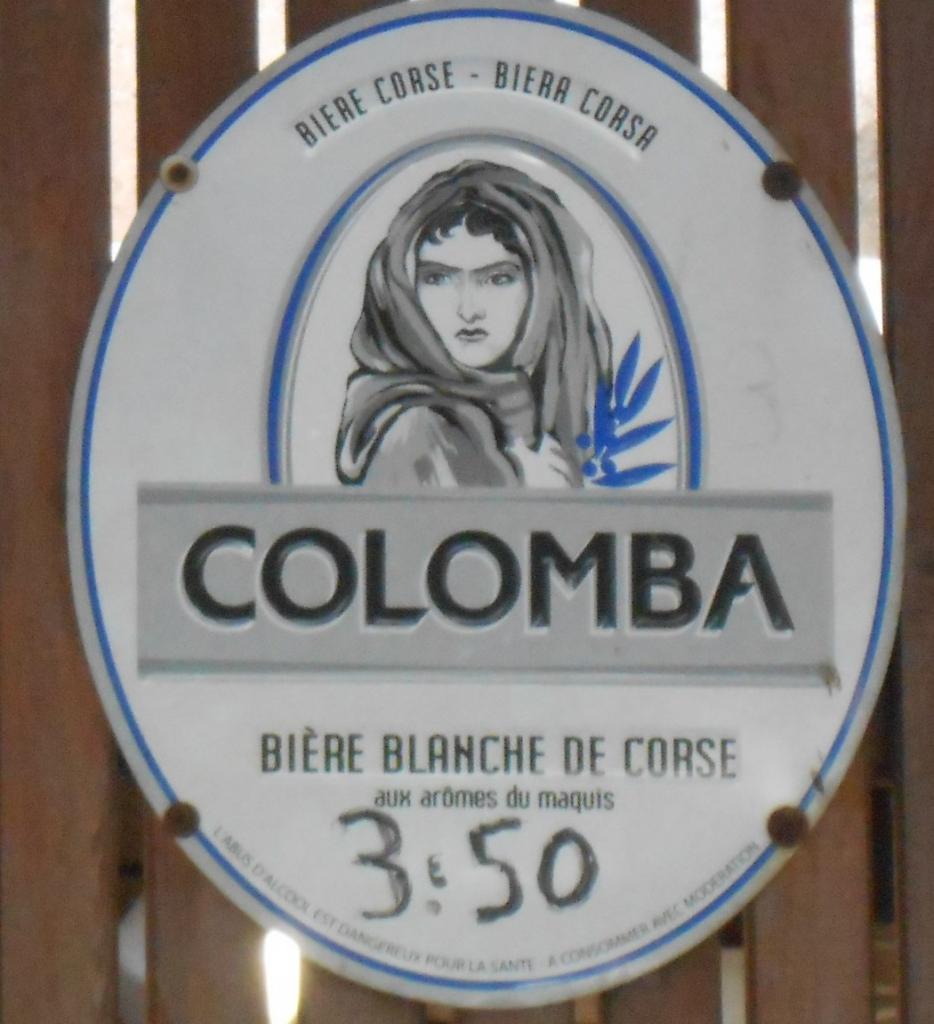 BIERE CORSE - BIERA CORSA
COLOMBA
BIÈRE BLANCHE DE CORSE
aux arômes du maquis
3:50
L'ABUS D'ALCOOL EST DANGEREUX POUR LA SANTE - A CONSOMMER AVEC MODERATION